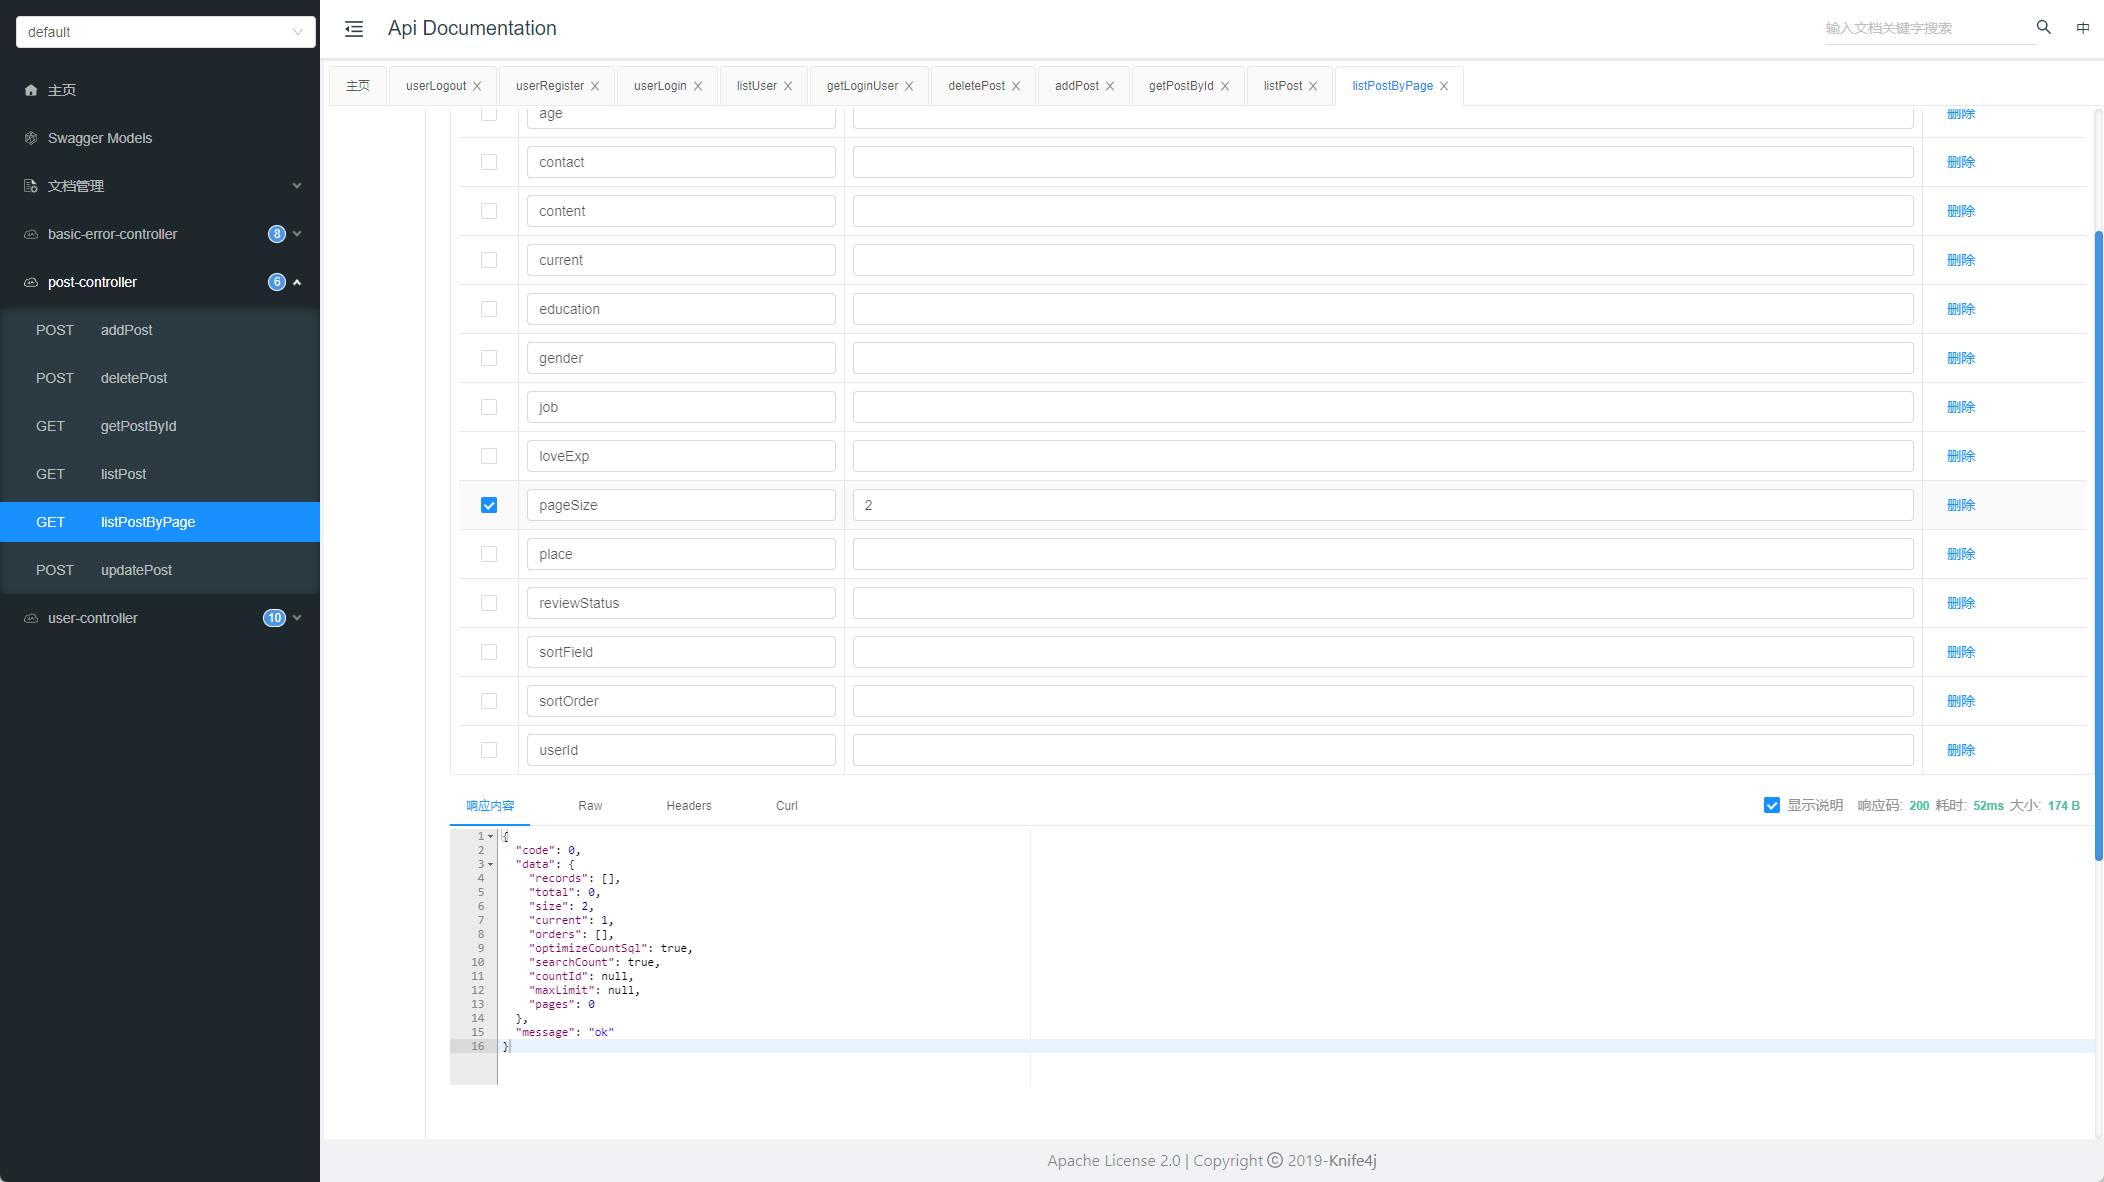 default
Api Documentation
输入文档关键字搜索
中
主页
userLogout
userRegister
userLogin
listUser
getLoginUser
deletePost
addPost
getPostById
listPost
listPostByPage
主页
Swagger Models
文档管理
basic-error-controller 8
post-controller 6
POST addPost
POST deletePost
GET getPostById
GET listPost
GET listPostByPage
POST updatePost
user-controller 10
age 删除
contact 删除
content 删除
current 删除
education 删除
gender 删除
job 删除
loveExp 删除
pageSize 2 删除
place 删除
reviewStatus 删除
sortField 删除
sortOrder 删除
userId 删除
响应内容 Raw Headers Curl 显示说明 响应码: 200 耗时: 52ms 大小: 174 B
1 {
2 "code": 0,
3 "data": {
4 "records": [],
5 "total": 0,
6 "size": 2,
7 "current": 1,
8 "orders": [],
9 "optimizeCountSql": true,
10 "searchCount": true,
11 "countId": null,
12 "maxLimit": null,
13 "pages": 0
14 },
15 "message": "ok"
16 }
Apache License 2.0 | Copyright © 2019-Knife4j